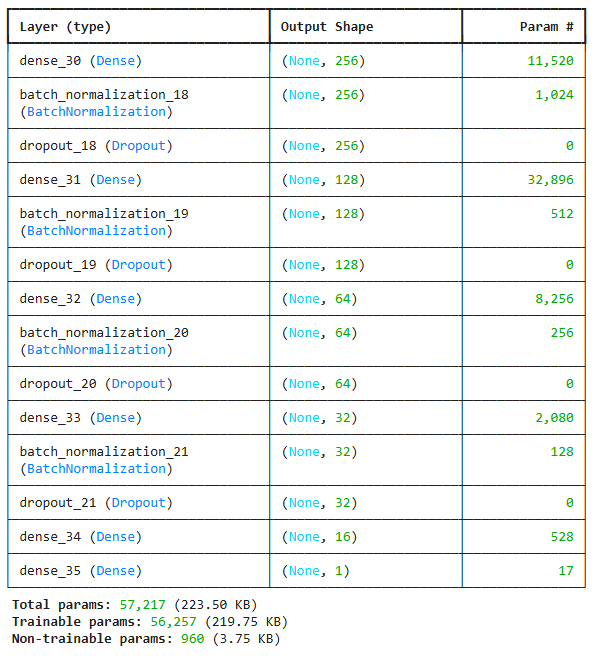 Layer (type) Output Shape Param #
dense_30 (Dense) (None, 256) 11,520
batch_normalization_18 (None, 256) 1,024
(BatchNormalization)
dropout_18 (Dropout) (None, 256) 0
dense_31 (Dense) (None, 128) 32,896
batch_normalization_19 (None, 128) 512
(BatchNormalization)
dropout_19 (Dropout) (None, 128) 0
dense_32 (Dense) (None, 64) 8,256
batch_normalization_20 (None, 64) 256
(BatchNormalization)
dropout_20 (Dropout) (None, 64) 0
dense_33 (Dense) (None, 32) 2,080
batch_normalization_21 (None, 32) 128
(BatchNormalization)
dropout_21 (Dropout) (None, 32) 0
dense_34 (Dense) (None, 16) 528
dense_35 (Dense) (None, 1) 17
Total params: 57,217 (223.50 KB)
Trainable params: 56,257 (219.75 KB)
Non-trainable params: 960 (3.75 KB)